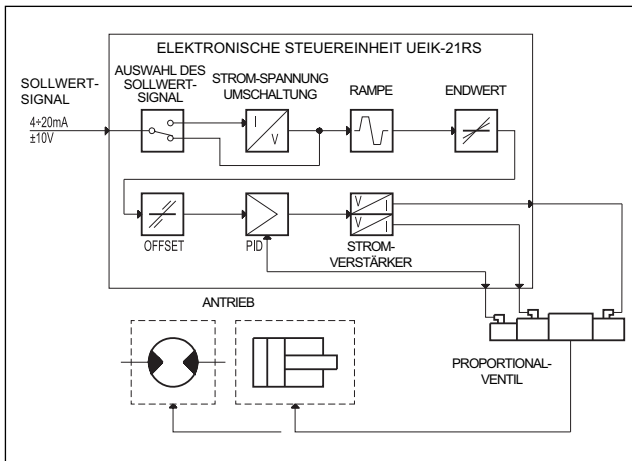 ELEKTRONISCHE STEUEREINHEIT UEIK-21RS
SOLLWERT-
SIGNAL
4÷20mA
±10V
AUSWAHL DES
SOLLWERT-
SIGNAL
STROM-SPANNUNG
UMSCHALTUNG
RAMPE
ENDWERT
I
V
OFFSET
PID
V
I
V
I
STROM-
VERSTÄRKER
ANTRIEB
PROPORTIONAL-
VENTIL